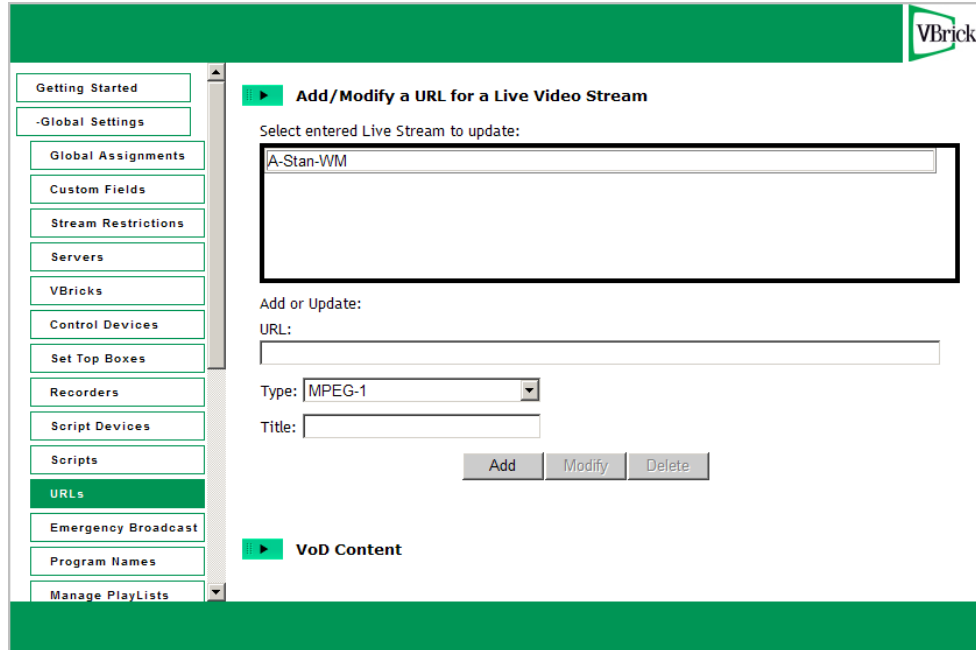 VBrick
Getting Started
-Global Settings
Global Assignments
Custom Fields
Stream Restrictions
Servers
VBricks
Control Devices
Set Top Boxes
Recorders
Script Devices
Scripts
URLs
Emergency Broadcast
Program Names
Manage PlayLists
Add/Modify a URL for a Live Video Stream
Select entered Live Stream to update:
A-Stan-WM
Add or Update:
URL:
Type: MPEG-1
Title:
Add Modify Delete
VoD Content